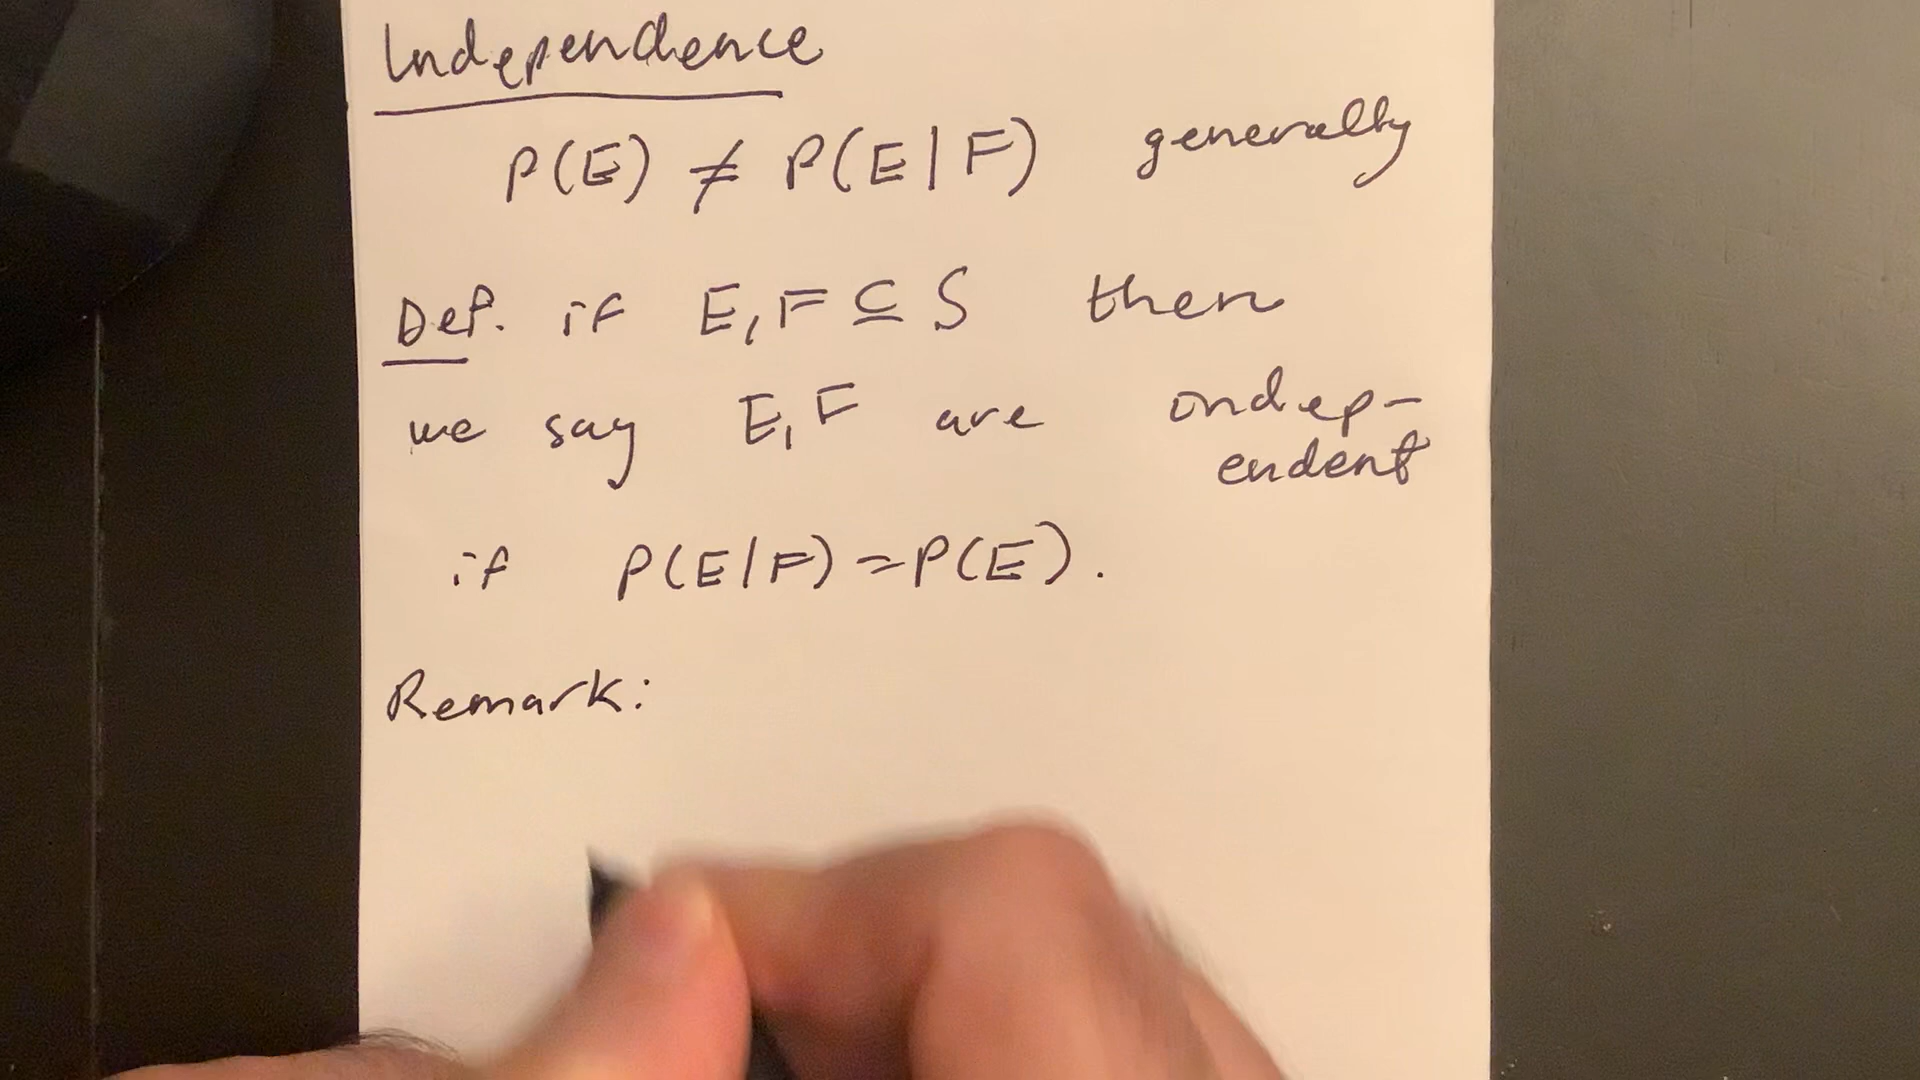 Independence
P(E) ≠ P(E|F) generally
Def. if E, F ⊆ S then
we say E, F are indep-
endent
if P(E|F) = P(E).
Remark: